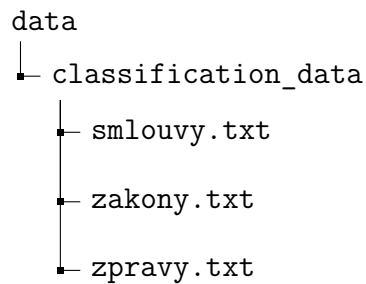 data
classification_data
smlouvy.txt
zakony.txt
zpravy.txt